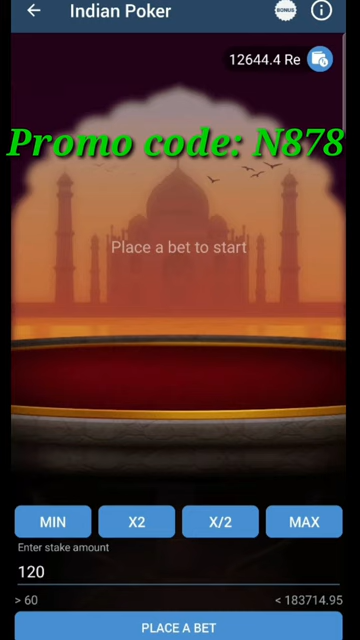 Indian Poker
BONUS
12644.4 Re
Promo code: N878
Place a bet to start
MIN
X2
X/2
MAX
Enter stake amount
120
> 60
< 183714.95
PLACE A BET